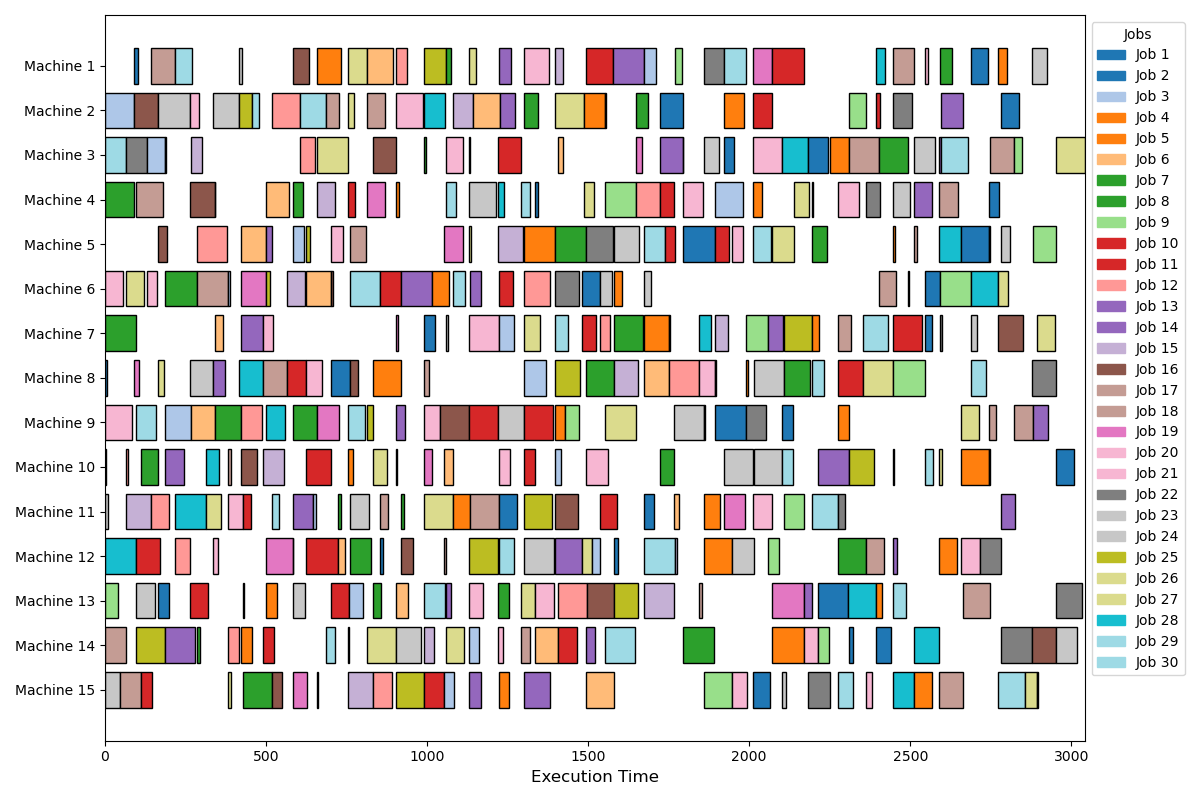 Machine 1
Machine 2
Machine 3
Machine 4
Machine 5
Machine 6
Machine 7
Machine 8
Machine 9
Machine 10
Machine 11
Machine 12
Machine 13
Machine 14
Machine 15
0 500 1000 1500 2000 2500 3000
Execution Time
Jobs
Job 1
Job 2
Job 3
Job 4
Job 5
Job 6
Job 7
Job 8
Job 9
Job 10
Job 11
Job 12
Job 13
Job 14
Job 15
Job 16
Job 17
Job 18
Job 19
Job 20
Job 21
Job 22
Job 23
Job 24
Job 25
Job 26
Job 27
Job 28
Job 29
Job 30